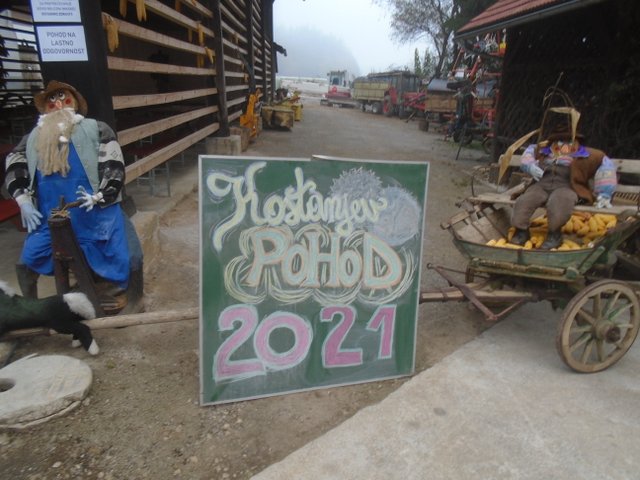 POHOD NA
LASTNO
ODGOVORNOST
Kostanjev
POHOD
2021